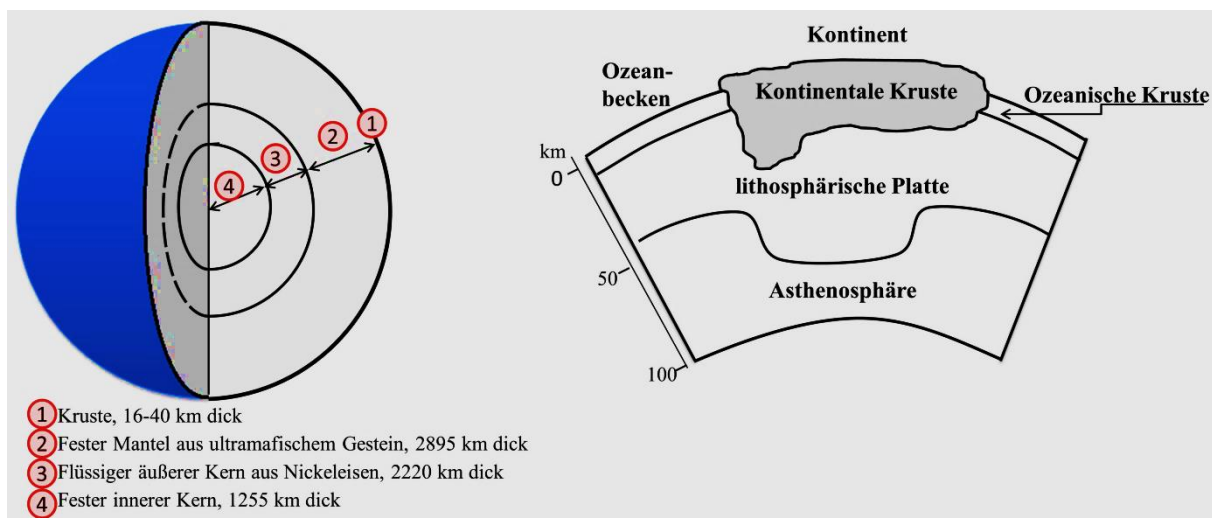 1
2
3
4
1 Kruste, 16-40 km dick
2 Fester Mantel aus ultramafischem Gestein, 2895 km dick
3 Flüssiger äußerer Kern aus Nickeleisen, 2220 km dick
4 Fester innerer Kern, 1255 km dick
Kontinent
Ozean-
becken
Kontinentale Kruste
Ozeanische Kruste
km
0
lithosphärische Platte
50
Asthenosphäre
100